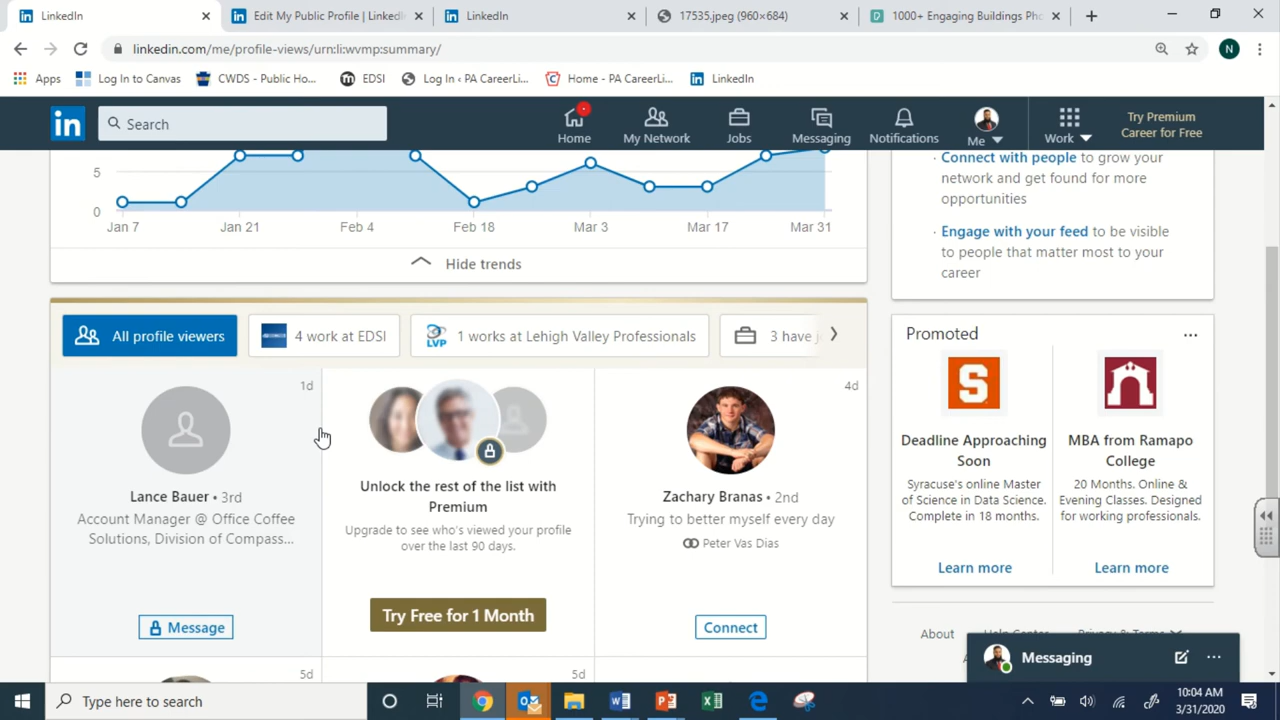 LinkedIn
Edit My Public Profile | LinkedIn
LinkedIn
17535.jpeg (960×684)
1000+ Engaging Buildings Pho
linkedin.com/me/profile-views/urn:li:wvmp:summary/
N
Apps
Log In to Canvas
CWDS - Public Ho...
EDSI
Log In ‹ PA CareerLi...
Home - PA CareerLi...
LinkedIn
in
Search
Home
My Network
Jobs
Messaging
Notifications
Me
Work
Try Premium
Career for Free
5
0
Jan 7
Jan 21
Feb 4
Feb 18
Mar 3
Mar 17
Mar 31
Hide trends
· Connect with people to grow your
network and get found for more
opportunities
· Engage with your feed to be visible
to people that matter most to your
career
All profile viewers
4 work at EDSI
LVP
1 works at Lehigh Valley Professionals
3 have
1d
Lance Bauer • 3rd
Account Manager @ Office Coffee
Solutions, Division of Compass...
Message
Unlock the rest of the list with
Premium
Upgrade to see who's viewed your profile
over the last 90 days.
Try Free for 1 Month
4d
Zachary Branas • 2nd
Trying to better myself every day
Peter Vas Dias
Connect
5d
5d
Promoted
S
Deadline Approaching
Soon
Syracuse's online Master
of Science in Data Science.
Complete in 18 months.
Learn more
MBA from Ramapo
College
20 Months. Online &
Evening Classes. Designed
for working professionals.
Learn more
About
Help Center
Privacy & Terms
Messaging
Type here to search
10:04 AM
3/31/2020